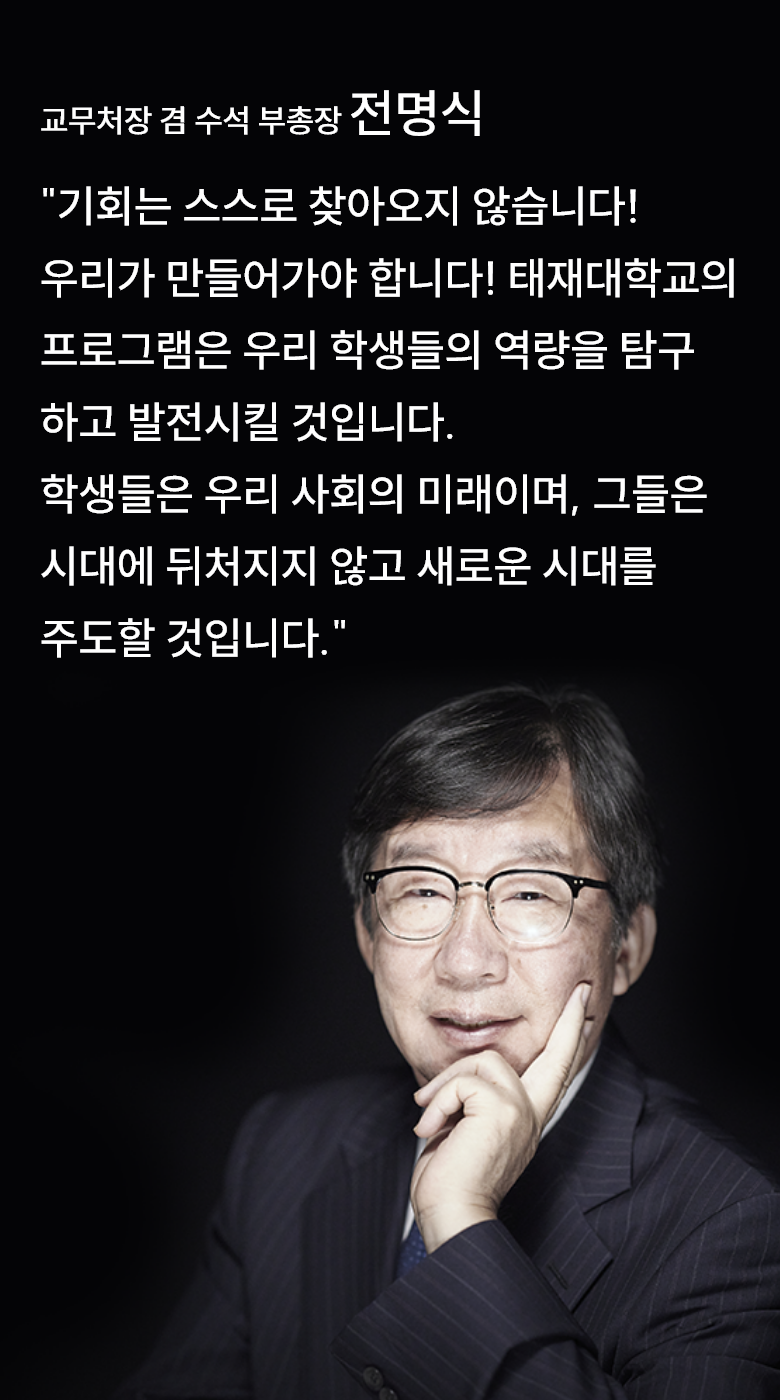 교무처장 겸 수석 부총장 전명식
"기회는 스스로 찾아오지 않습니다!
우리가 만들어가야 합니다! 태재대학교의
프로그램은 우리 학생들의 역량을 탐구
하고 발전시킬 것입니다.
학생들은 우리 사회의 미래이며, 그들은
시대에 뒤처지지 않고 새로운 시대를
주도할 것입니다."